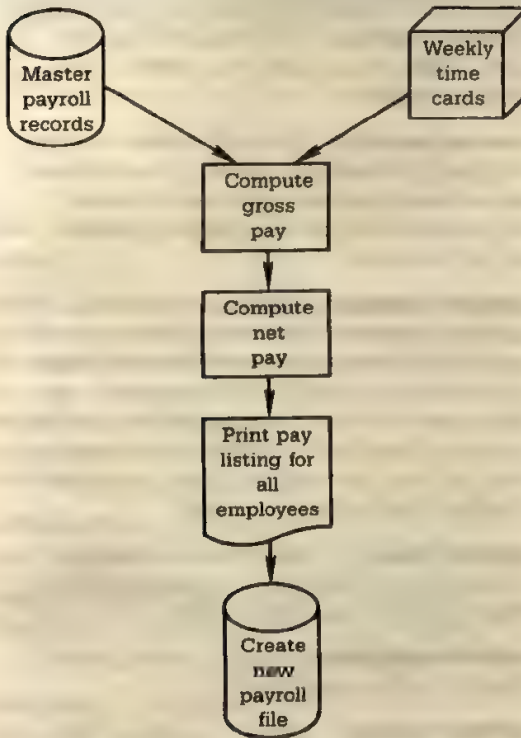 Master
payroll
records
Weekly
time
cards
Compute
gross
pay
Compute
net
pay
Print pay
listing for
all
employees
Create
new
payroll
file